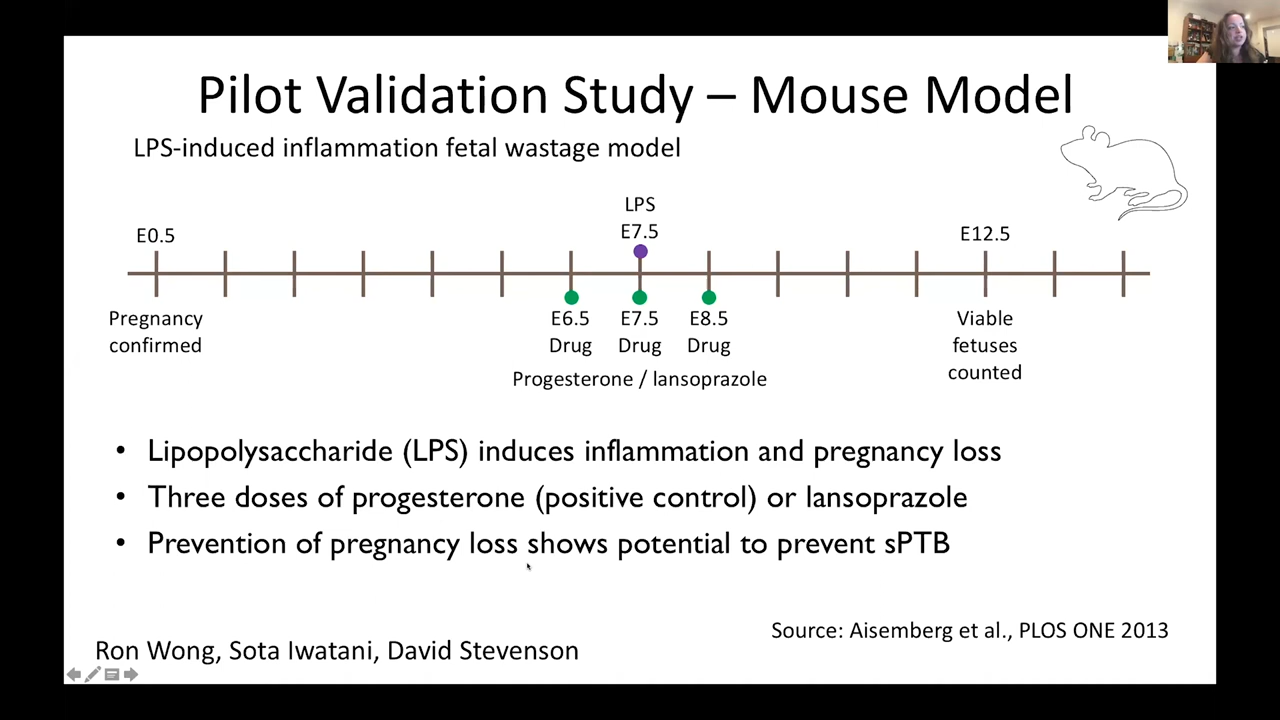 Pilot Validation Study – Mouse Model
LPS-induced inflammation fetal wastage model
LPS
E0.5
E7.5
E12.5
Pregnancy
confirmed
E6.5
Drug
E7.5
Drug
E8.5
Drug
Viable
fetuses
counted
Progesterone / lansoprazole
• Lipopolysaccharide (LPS) induces inflammation and pregnancy loss
• Three doses of progesterone (positive control) or lansoprazole
• Prevention of pregnancy loss shows potential to prevent sPTB
Source: Aisemberg et al., PLOS ONE 2013
Ron Wong, Sota Iwatani, David Stevenson